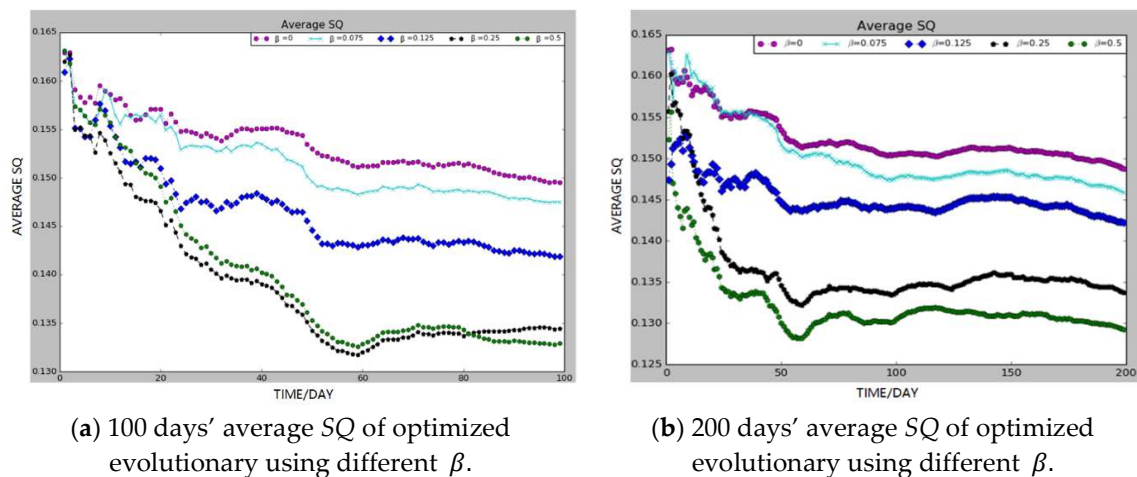 Average SQ
β =0 β =0.075 β =0.125 β =0.25 β =0.5
0.165
0.160
0.155
0.150
0.145
0.140
0.135
0.130
AVERAGE SQ
0 20 40 60 80 100
TIME/DAY
(a) 100 days’ average SQ of optimized
evolutionary using different β.
Average SQ
β=0 β=0.075 β=0.125 β=0.25 β=0.5
0.165
0.160
0.155
0.150
0.145
0.140
0.135
0.130
0.125
AVERAGE SQ
0 50 100 150 200
TIME/DAY
(b) 200 days’ average SQ of optimized
evolutionary using different β.